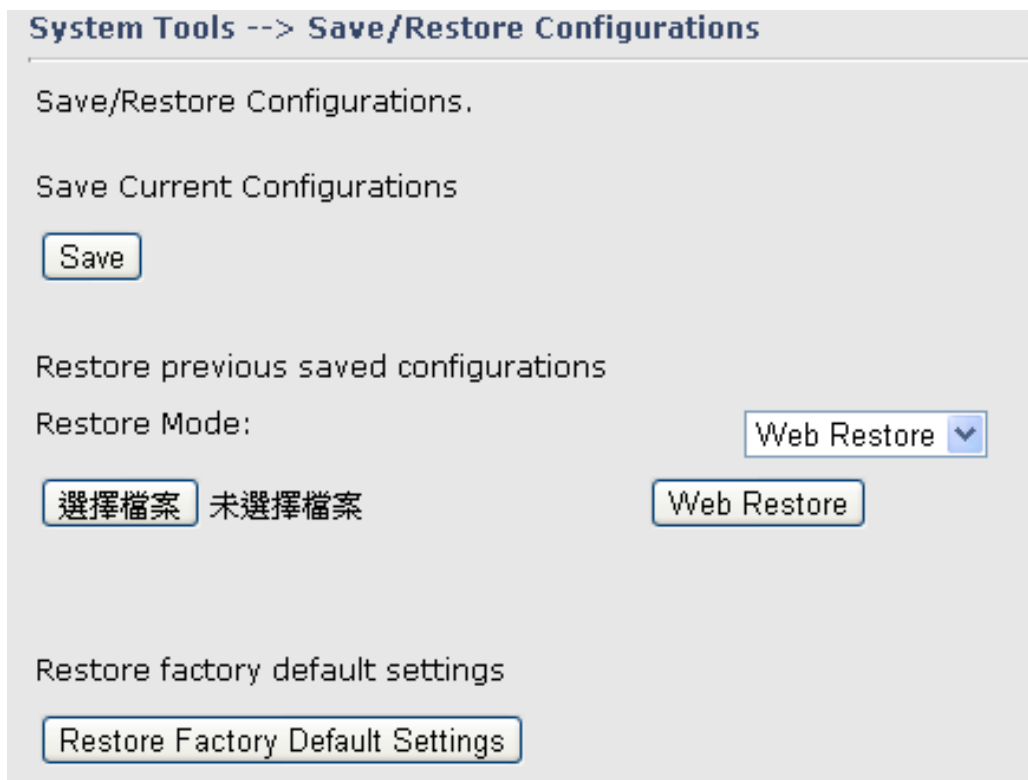 System Tools --> Save/Restore Configurations
Save/Restore Configurations.
Save Current Configurations
Save
Restore previous saved configurations
Restore Mode:
Web Restore
選擇檔案 未選擇檔案
Web Restore
Restore factory default settings
Restore Factory Default Settings